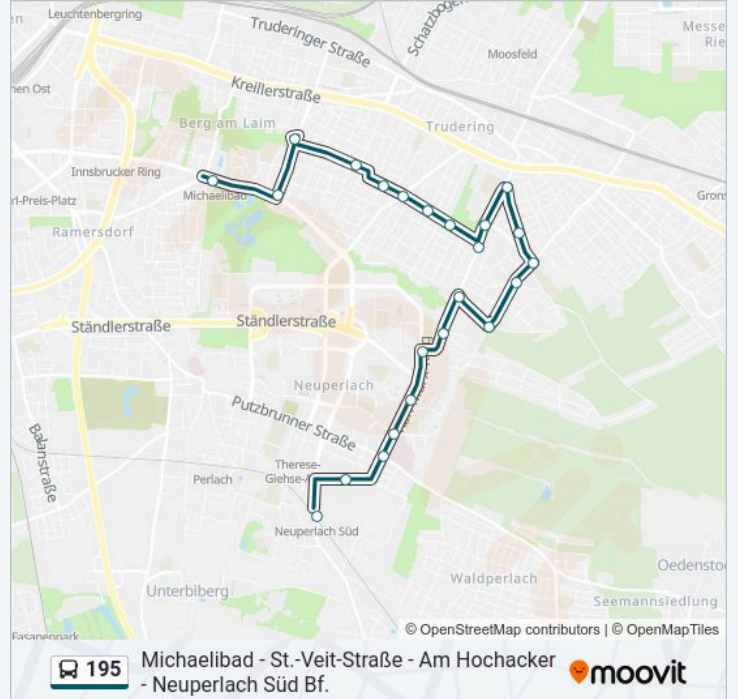 Leuchtenbergring
Truderinger Straße
Schatzbogen
Messe
Rie
Moosfeld
nen Ost
Kreillerstraße
Berg am Laim
Trudering
Innsbrucker Ring
Michaelibad
Grons
rl-Preis-Platz
Ramersdorf
Ständlerstraße
Ständlerstraße
Neuperlach
Putzbrunner Straße
Balanstraße
Therese-
Giehse-A
Perlach
Neuperlach Süd
Oedensto
Unterbiberg
Waldperlach
Seemannsiedlung
Fasanenpark
© OpenStreetMap contributors | © OpenMapTiles
195
Michaelibad - St.-Veit-Straße - Am Hochacker
- Neuperlach Süd Bf.
moovit